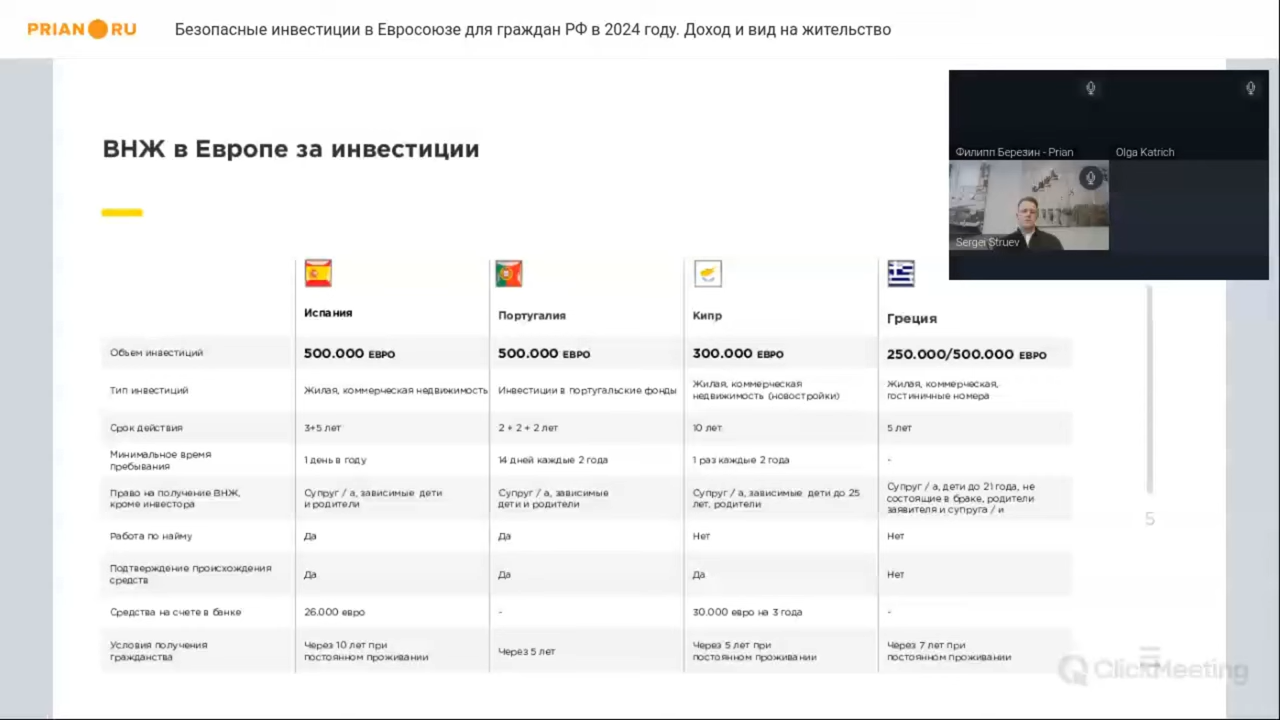 PRIAN RU
Безопасные инвестиции в Евросоюзе для граждан РФ в 2024 году. Доход и вид на жительство
Филипп Березин - Prian
Olga Katrich
Sergei Struev
ВНЖ в Европе за инвестиции
Испания
Португалия
Кипр
Греция
Объем инвестиций
500.000 ЕВРО
500.000 ЕВРО
300.000 ЕВРО
250.000/500.000 ЕВРО
Тип инвестиций
Жилая, коммерческая недвижимость
Инвестиции в португальские фонды
Жилая, коммерческая
недвижимость (новостройки)
Жилая, коммерческая,
гостиничные номера
Срок действия
3+5 лет
2 + 2 + 2 лет
10 лет
5 лет
Минимальное время
пребывания
1 день в году
14 дней каждые 2 года
1 раз каждые 2 года
-
Право на получение ВНЖ,
кроме инвестора
Супруг / а, зависимые дети
и родители
Супруг / а, зависимые
дети и родители
Супруг / а, зависимые дети до 25
лет, родители
Супруг / а, дети до 21 года, не
состоящие в браке, родители
заявителя и супруга / и
Работа по найму
Да
Да
Нет
Нет
Подтверждение происхождения
средств
Да
Да
Да
Нет
Средства на счете в банке
26.000 евро
-
30.000 евро на 3 года
-
Условия получения
гражданства
Через 10 лет при
постоянном проживании
Через 5 лет
Через 5 лет при
постоянном проживании
Через 7 лет при
постоянном проживании
5
ClickMeeting